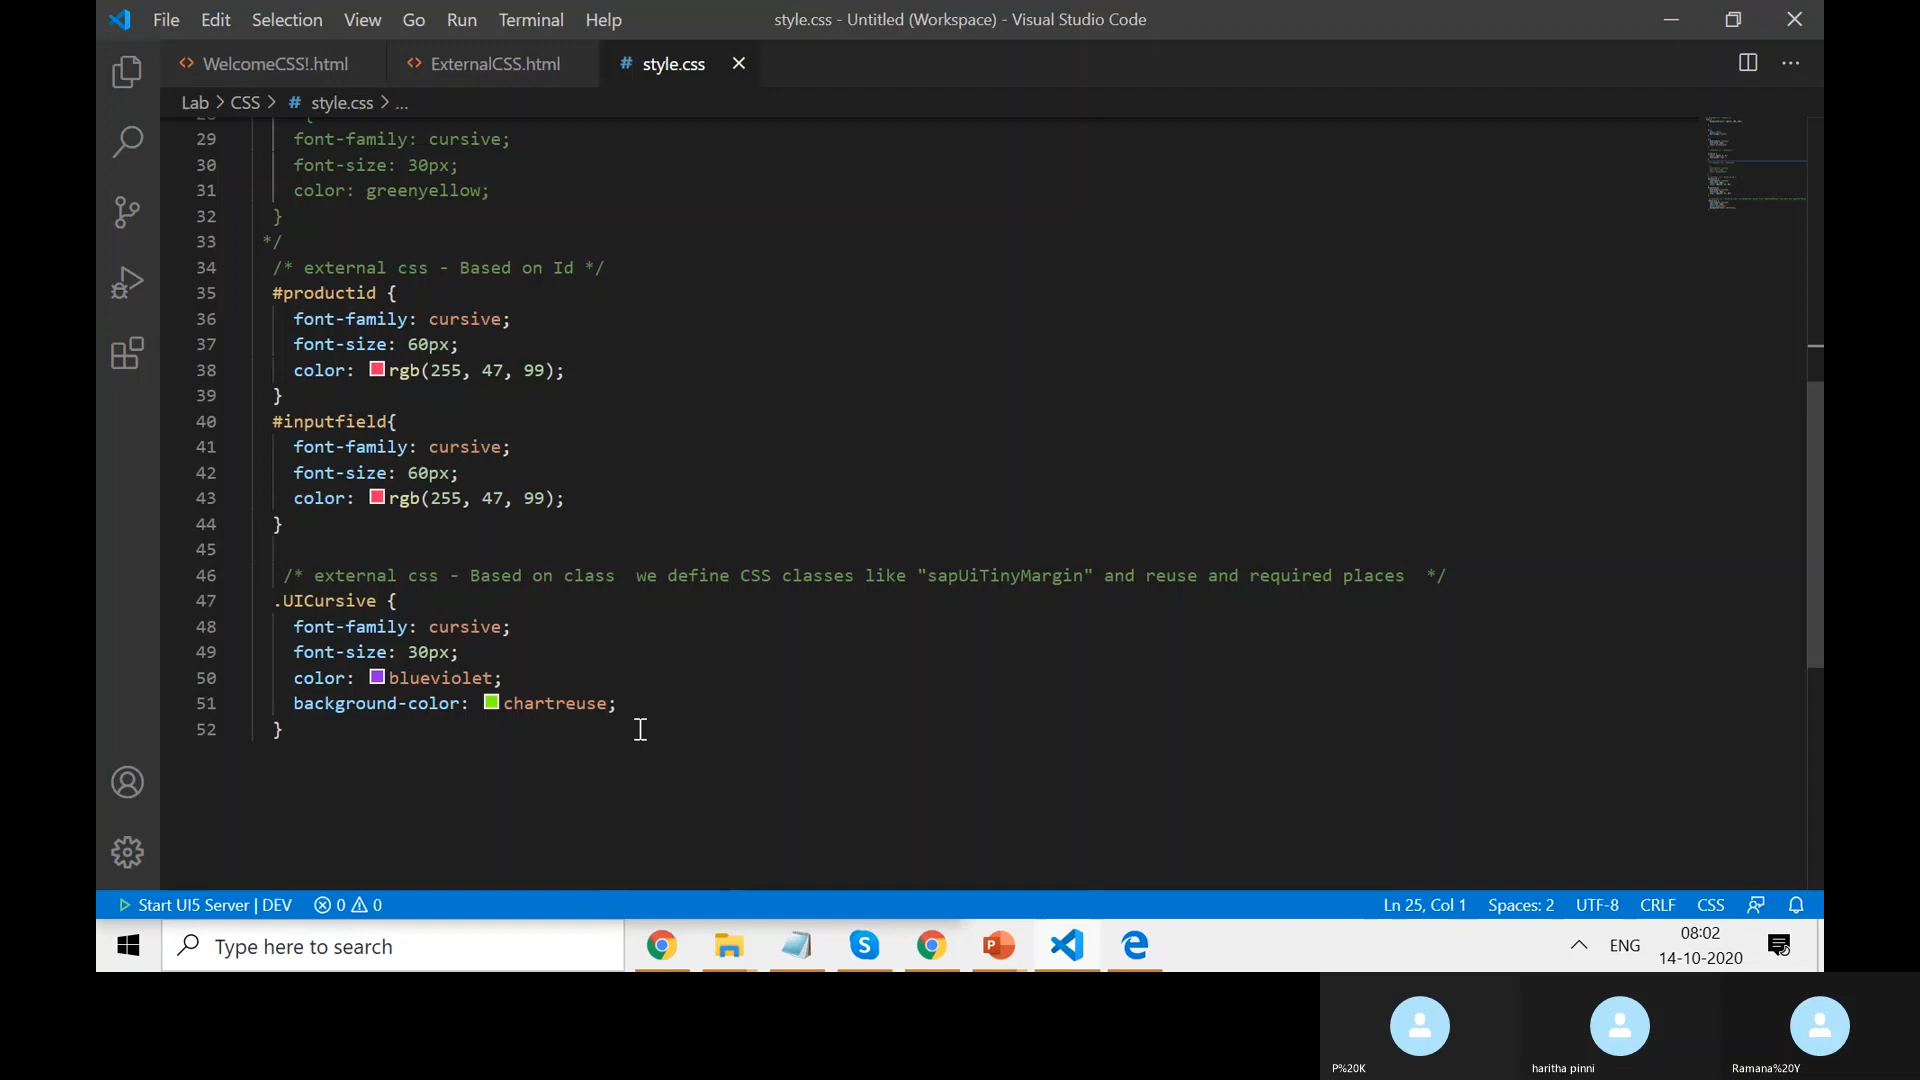 File Edit Selection View Go Run Terminal Help style.css - Untitled (Workspace) - Visual Studio Code
WelcomeCSS!.html ExternalCSS.html # style.css
Lab > CSS > # style.css > ...
28 {
29 font-family: cursive;
30 font-size: 30px;
31 color: greenyellow;
32 }
33 */
34 /* external css - Based on Id */
35 #productid {
36 font-family: cursive;
37 font-size: 60px;
38 color: rgb(255, 47, 99);
39 }
40 #inputfield{
41 font-family: cursive;
42 font-size: 60px;
43 color: rgb(255, 47, 99);
44 }
45
46 /* external css - Based on class  we define CSS classes like "sapUiTinyMargin" and reuse and required places  */
47 .UICursive {
48 font-family: cursive;
49 font-size: 30px;
50 color: blueviolet;
51 background-color: chartreuse;
52 }
Start UI5 Server | DEV 0 0 Ln 25, Col 1 Spaces: 2 UTF-8 CRLF CSS
Type here to search ENG 08:02
14-10-2020
P%20K haritha pinni Ramana%20Y